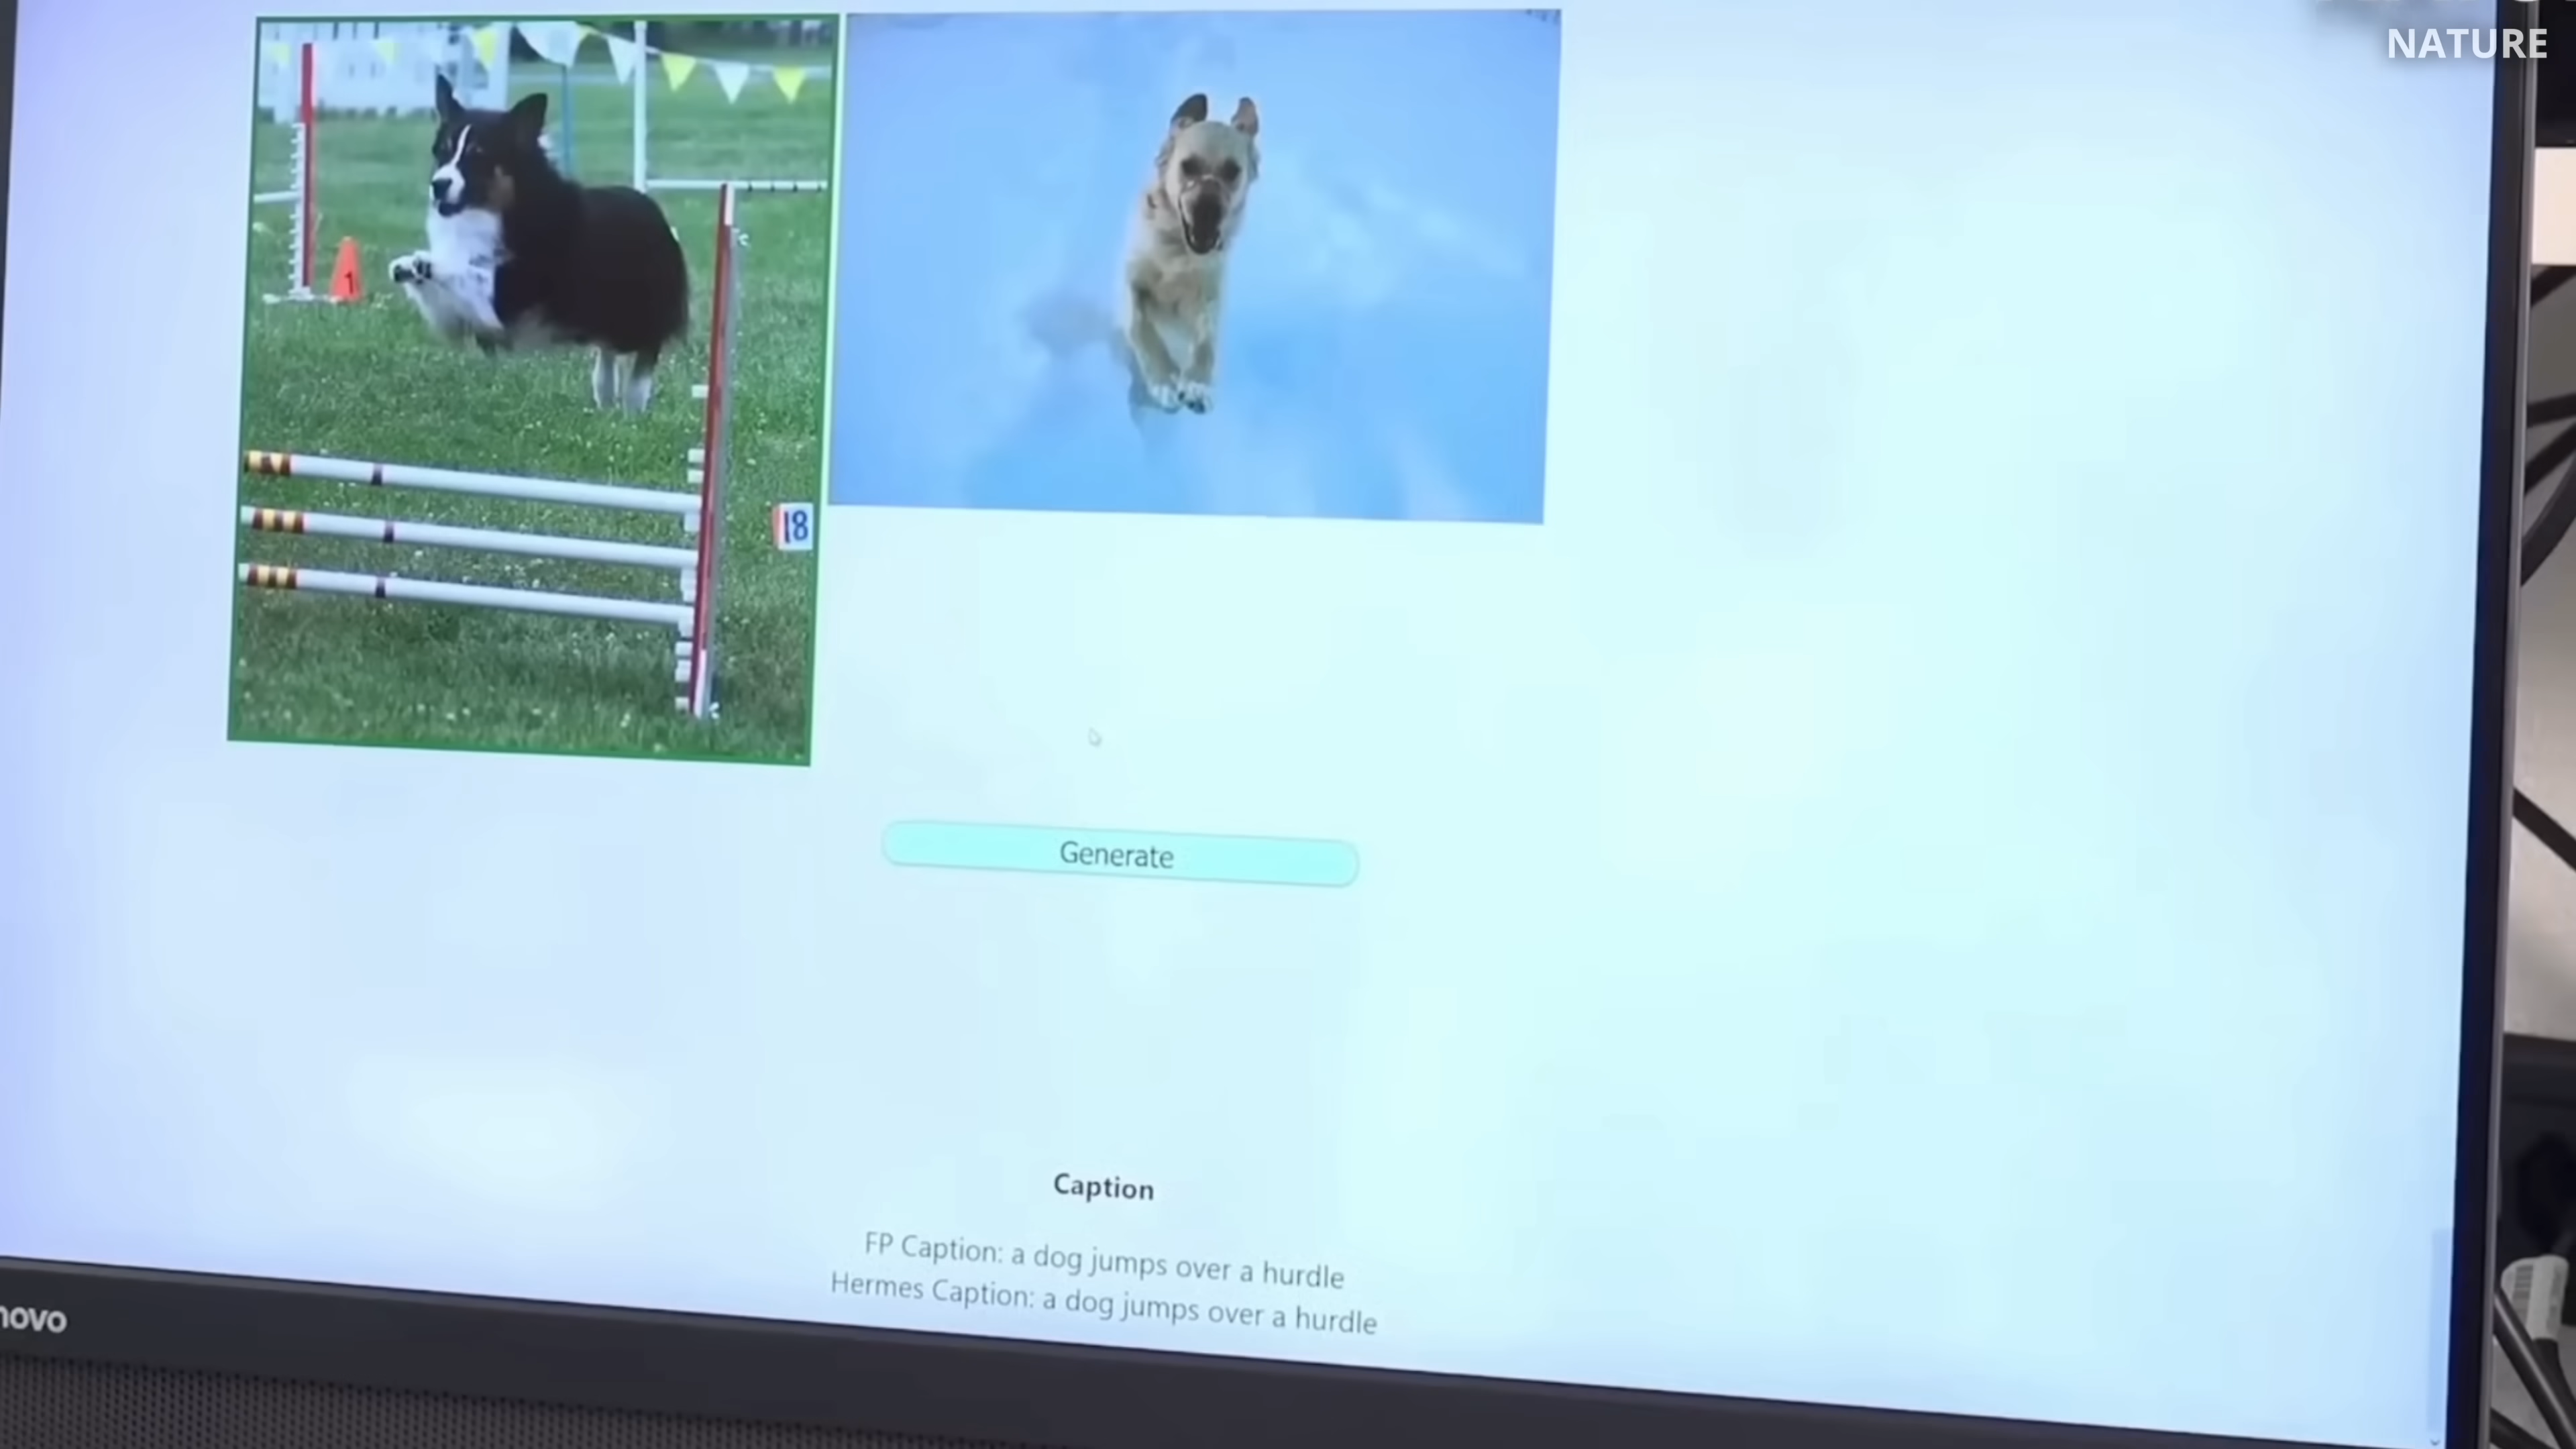 NATURE
1
18
Generate
Caption
FP Caption: a dog jumps over a hurdle
Hermes Caption: a dog jumps over a hurdle
novo